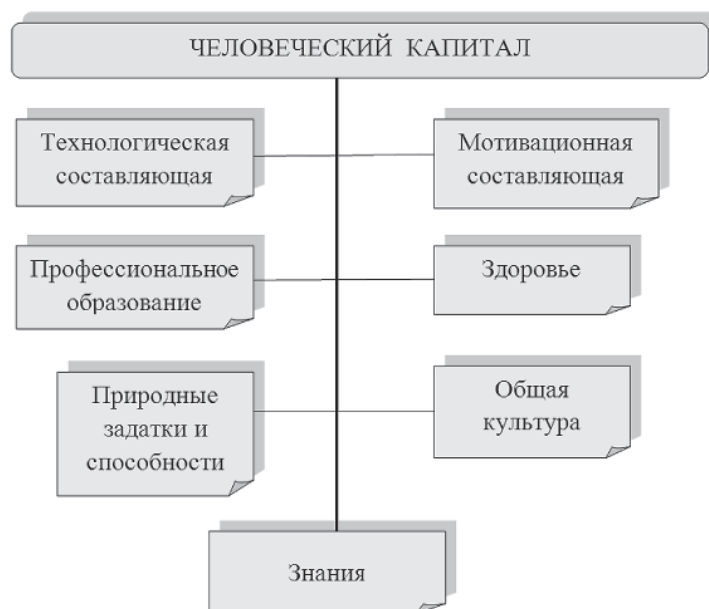 ЧЕЛОВЕЧЕСКИЙ КАПИТАЛ
Технологическая
составляющая
Мотивационная
составляющая
Профессиональное
образование
Здоровье
Природные
задатки и
способности
Общая
культура
Знания